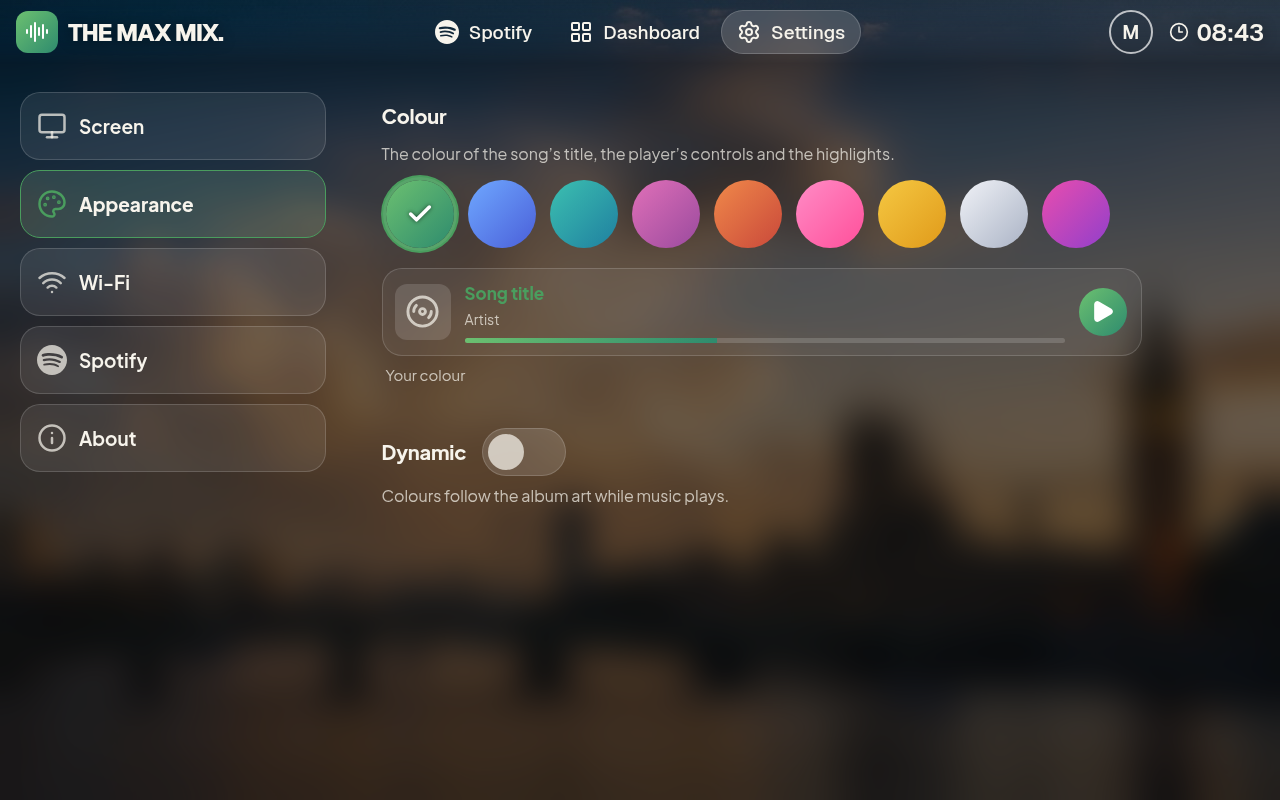 THE MAX MIX.
Spotify
Dashboard
Settings
M
08:43
Screen
Appearance
Wi-Fi
Spotify
About
Colour
The colour of the song's title, the player's controls and the highlights.
Song title
Artist
Your colour
Dynamic
Colours follow the album art while music plays.